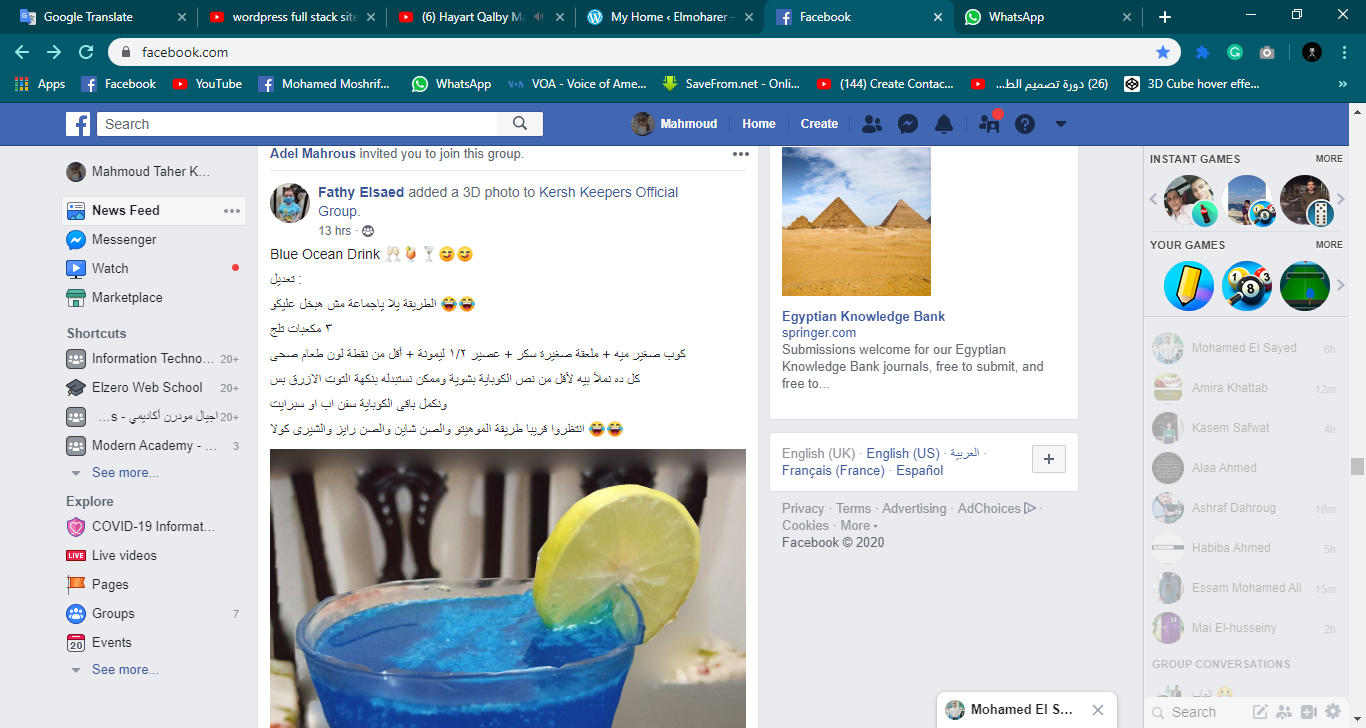 Google Translate
wordpress full stack site
(6) Hayart Qalby Ma
My Home ‹ Elmoharer —
Facebook
WhatsApp
facebook.com
Apps
Facebook
YouTube
Mohamed Moshrif...
WhatsApp
VOA - Voice of Ame...
SaveFrom.net - Onli...
(144) Create Contac...
(26) دورة تصميم الط...
3D Cube hover effe...
Search
Mahmoud
Home
Create
Mahmoud Taher K...
News Feed
Messenger
Watch
Marketplace
Shortcuts
Information Techno... 20+
Elzero Web School 20+
اجيال مودرن أكاديمي - s... 20+
Modern Academy - ... 3
See more...
Explore
COVID-19 Informat...
LIVE Live videos
Pages
Groups 7
20 Events
See more...
Adel Mahrous invited you to join this group.
Fathy Elsaed added a 3D photo to Kersh Keepers Official
Group.
13 hrs ·
Blue Ocean Drink 🥂🍹🍸😋😋
تعديل :
الطريقة يلا ياجماعة مش هبخل عليكو 😂😂
٣ مكعبات تلج
كوب صغير ميه + ملعقة صغيرة سكر + عصير ١/٢ ليمونة + أقل من نقطة لون طعام صحى
كل ده نملأ بيه لأقل من نص الكوباية بشوية وممكن نستبدله بنكهة التوت الازرق بس
ونكمل باقى الكوباية سفن اب او سبرايت
انتظروا قريبا طريقة الموهيتو والصن شاين والصن رايز والشيرى كولا 😂😂
Egyptian Knowledge Bank
springer.com
Submissions welcome for our Egyptian
Knowledge Bank journals, free to submit, and
free to...
English (UK) · English (US) · العربية ·
Français (France) · Español
Privacy · Terms · Advertising · AdChoices ·
Cookies · More
Facebook © 2020
INSTANT GAMES MORE
YOUR GAMES MORE
Mohamed El Sayed 6h
Amira Khattab 12m
Kasem Safwat 4h
Alaa Ahmed
Ashraf Dahroug 10m
Habiba Ahmed 5h
Essam Mohamed Ali 15m
Mai El-husseiny 2h
GROUP CONVERSATIONS
Search
Mohamed El S...